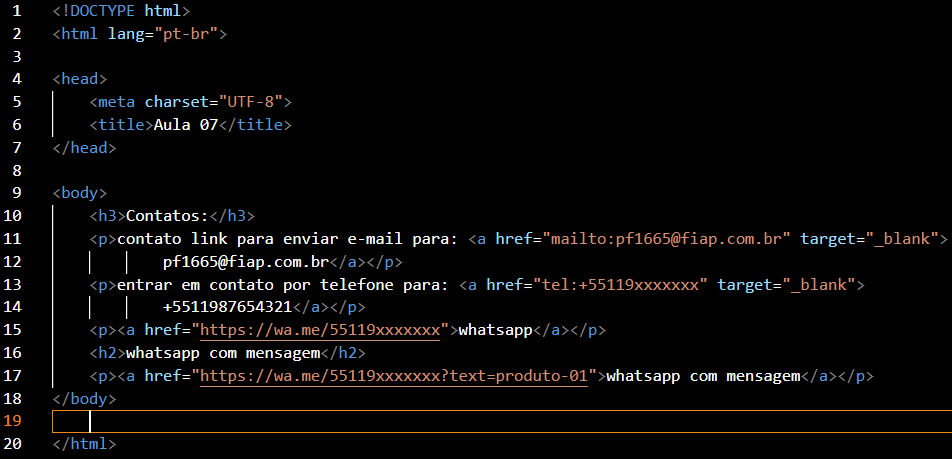 1 <!DOCTYPE html>
2 <html lang="pt-br">
3
4 <head>
5     <meta charset="UTF-8">
6     <title>Aula 07</title>
7 </head>
8
9 <body>
10     <h3>Contatos:</h3>
11     <p>contato link para enviar e-mail para: <a href="mailto:pf1665@fiap.com.br" target="_blank">
12             pf1665@fiap.com.br</a></p>
13     <p>entrar em contato por telefone para: <a href="tel:+55119xxxxxxx" target="_blank">
14             +5511987654321</a></p>
15     <p><a href="https://wa.me/55119xxxxxxx">whatsapp</a></p>
16     <h2>whatsapp com mensagem</h2>
17     <p><a href="https://wa.me/55119xxxxxxx?text=produto-01">whatsapp com mensagem</a></p>
18 </body>
19
20 </html>